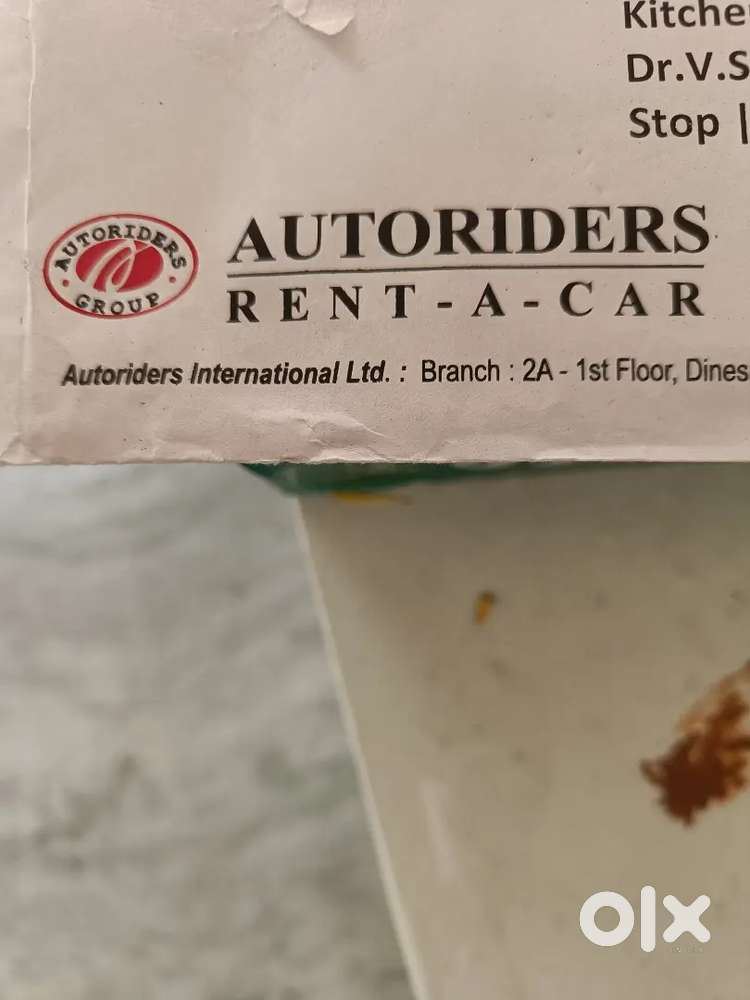 Kitche
Dr.V.S
Stop |
AUTORIDERS
GROUP
AUTORIDERS
RENT-A-CAR
Autoriders International Ltd. : Branch : 2A - 1st Floor, Dines
olx